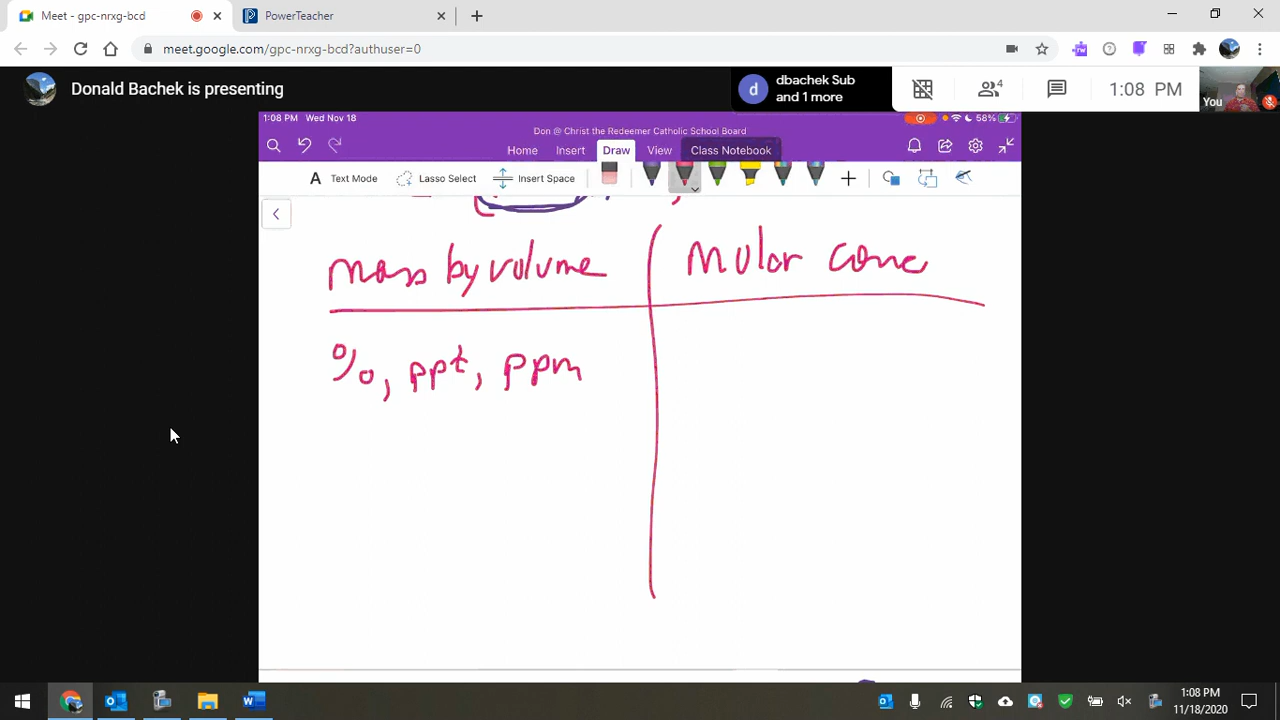 Meet - gpc-nrxg-bcd
PowerTeacher
meet.google.com/gpc-nrxg-bcd?authuser=0
Donald Bachek is presenting
d
dbachek Sub
and 1 more
4
1:08 PM
You
1:08 PM Wed Nov 18
58%
Don @ Christ the Redeemer Catholic School Board
Home Insert Draw View Class Notebook
A Text Mode Lasso Select Insert Space
mass by volume Molar conc
%, ppt, ppm
1:08 PM
11/18/2020